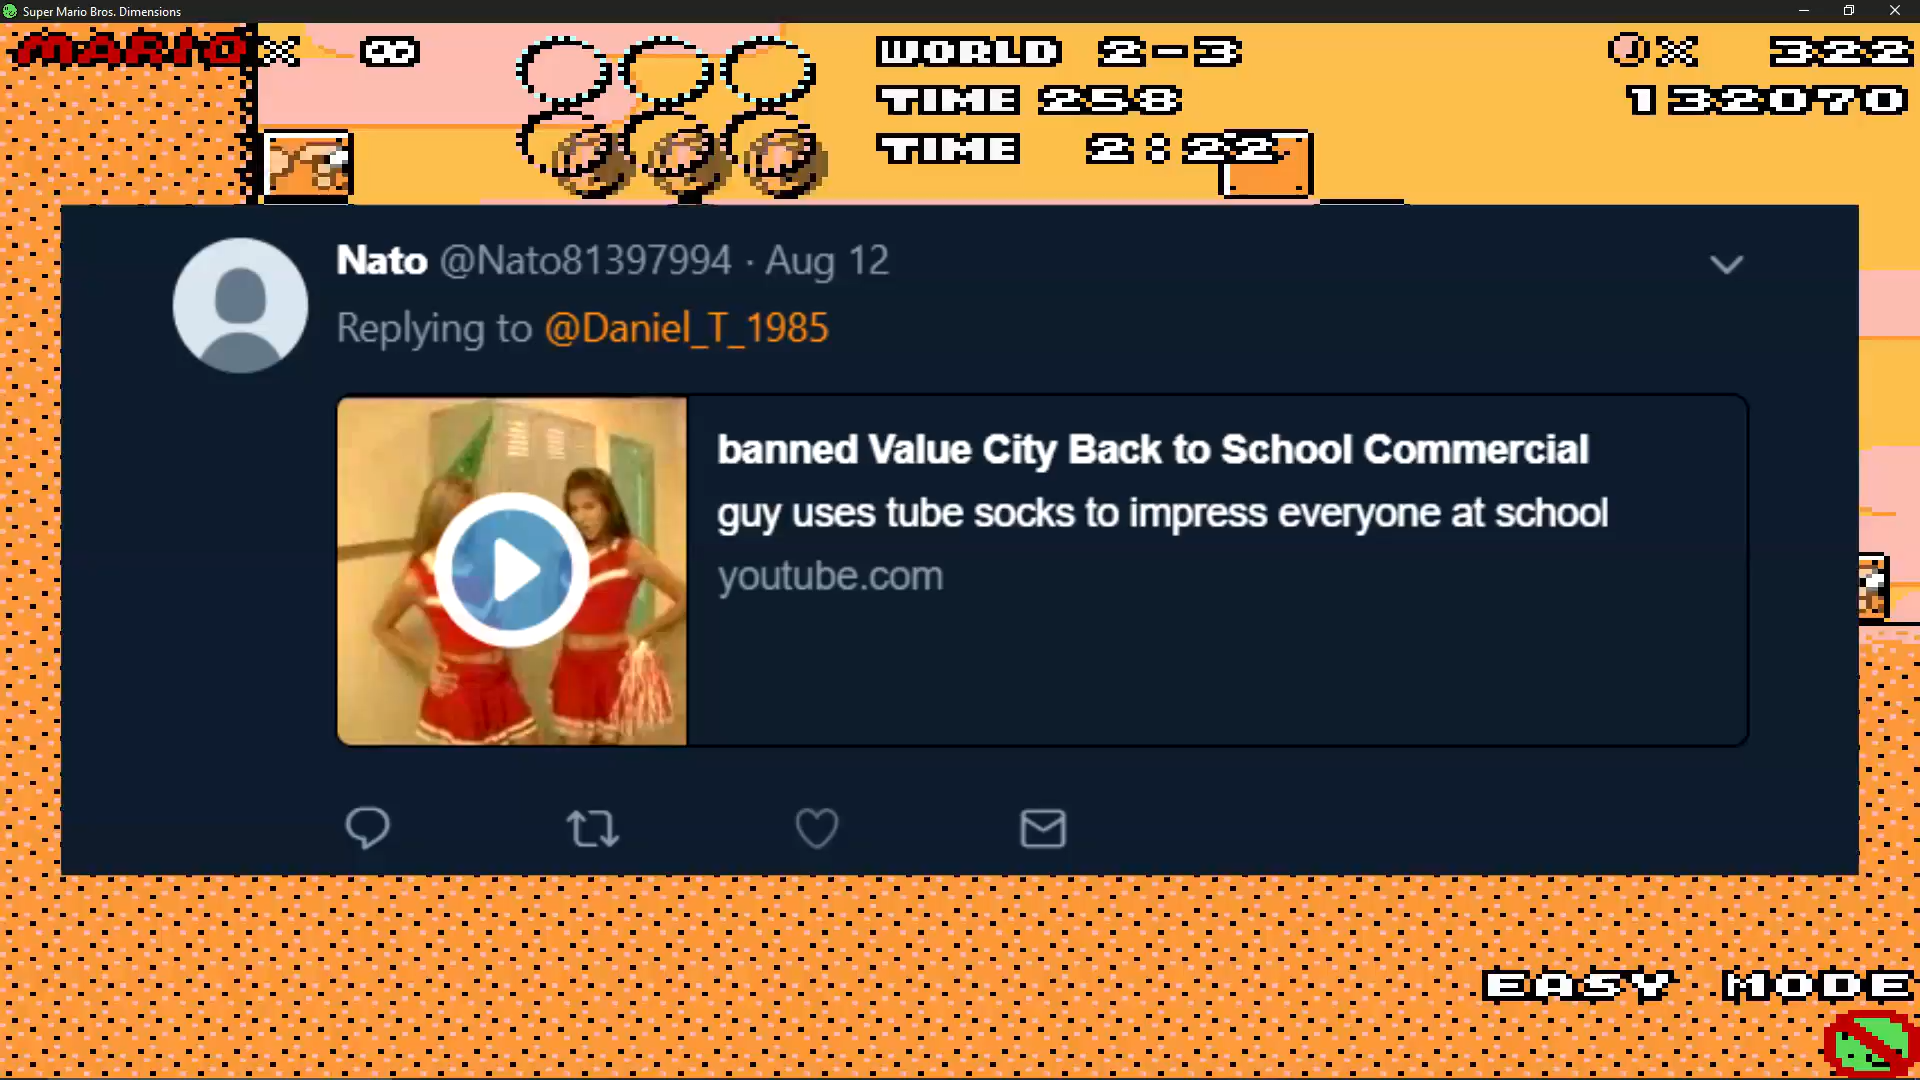 Super Mario Bros. Dimensions
MARIO × ∞
WORLD 2-3
× 322
TIME 258
132070
TIME 2:22
Nato @Nato81397994 · Aug 12
Replying to @Daniel_T_1985
banned Value City Back to School Commercial
guy uses tube socks to impress everyone at school
youtube.com
EASY MODE